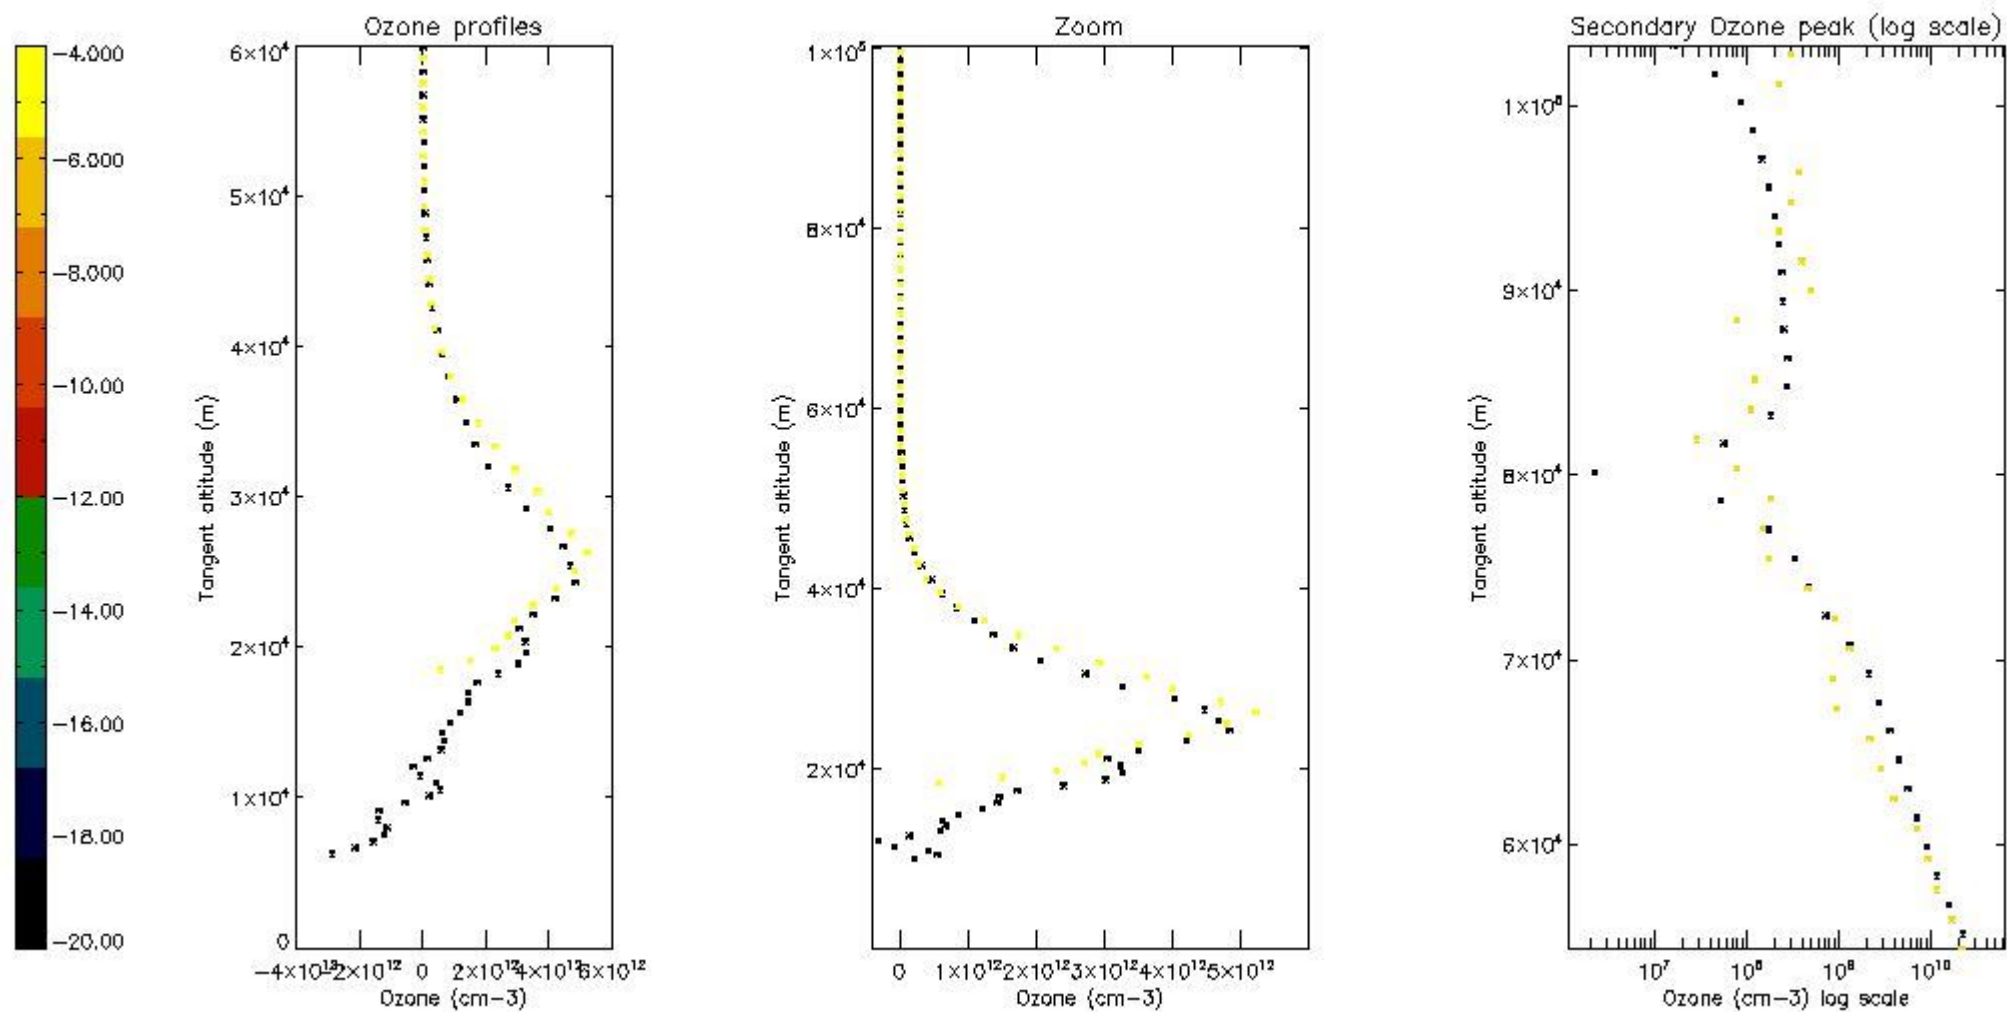 Ozone profiles
Zoom
Secondary Ozone peak (log scale)
-4.000
-6.000
-8.000
-10.00
-12.00
-14.00
-16.00
-18.00
-20.00
6×10⁴
5×10⁴
4×10⁴
3×10⁴
2×10⁴
1×10⁴
0
Tangent altitude (m)
-2×10¹² 0 2×10¹² 4×10¹² 6×10¹²
Ozone (cm-3)
1×10⁵
8×10⁴
6×10⁴
4×10⁴
2×10⁴
Tangent altitude (m)
0 1×10¹² 2×10¹² 3×10¹² 4×10¹² 5×10¹²
Ozone (cm-3)
9×10⁴
8×10⁴
7×10⁴
6×10⁴
Tangent altitude (m)
10⁷ 10⁸ 10⁹ 10¹⁰
Ozone (cm-3) log scale